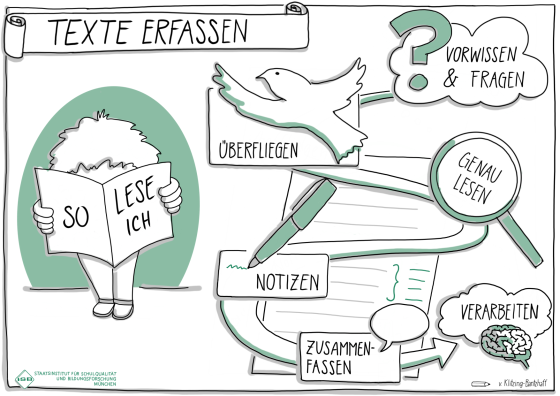 TEXTE ERFASSEN
VORWISSEN
& FRAGEN
?
ÜBERFLIEGEN
GENAU
LESEN
SO
LESE
ICH
NOTIZEN
ZUSAMMEN-
FASSEN
VERARBEITEN
ISB
STAATSINSTITUT FÜR SCHULQUALITÄT
UND BILDUNGSFORSCHUNG
MÜNCHEN